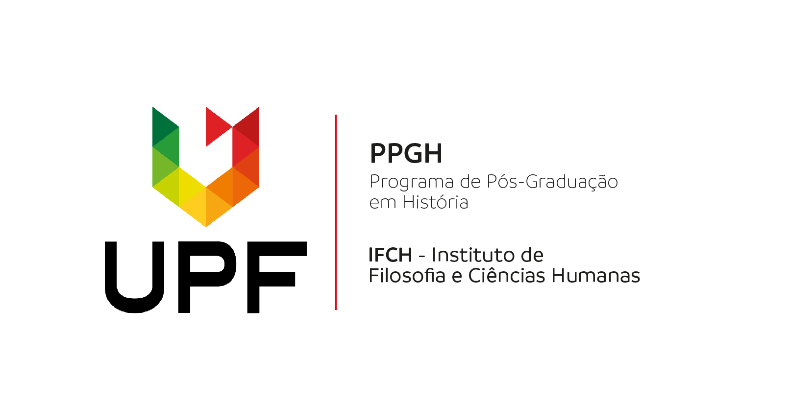 UPF
PPGH
Programa de Pós-Graduação
em História
IFCH - Instituto de
Filosofia e Ciências Humanas